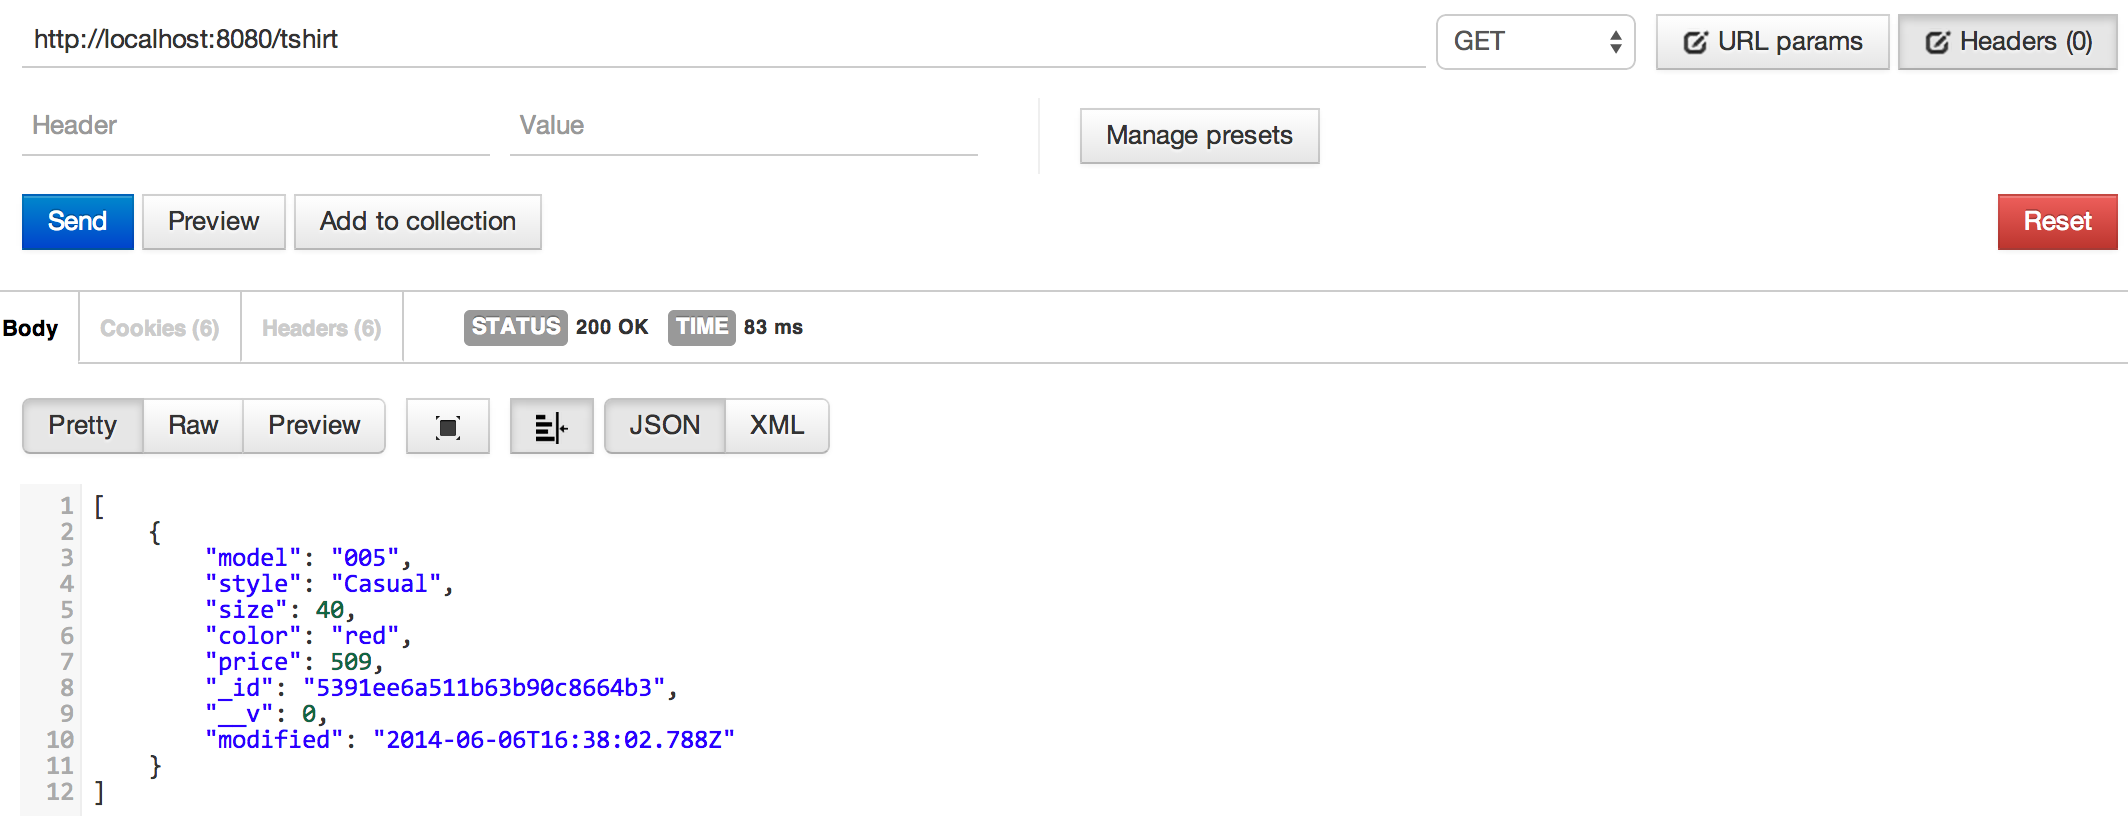 http://localhost:8080/tshirt GET URL params Headers (0)
Header Value Manage presets
Send Preview Add to collection Reset
Body Cookies (6) Headers (6) STATUS 200 OK TIME 83 ms
Pretty Raw Preview JSON XML
1 [
2 {
3 "model": "005",
4 "style": "Casual",
5 "size": 40,
6 "color": "red",
7 "price": 509,
8 "_id": "5391ee6a511b63b90c8664b3",
9 "__v": 0,
10 "modified": "2014-06-06T16:38:02.788Z"
11 }
12 ]